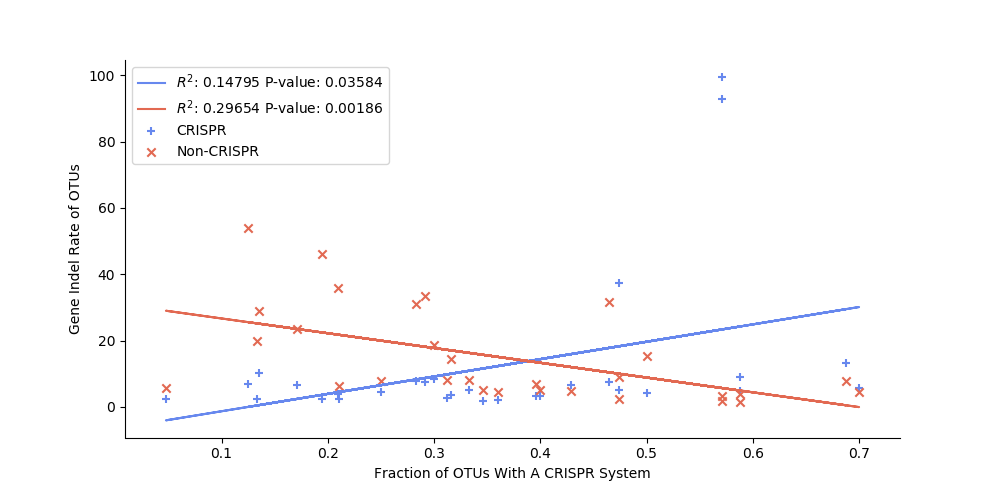 R²: 0.14795 P-value: 0.03584
R²: 0.29654 P-value: 0.00186
CRISPR
Non-CRISPR
100
80
60
40
20
0
Gene Indel Rate of OTUs
0.1 0.2 0.3 0.4 0.5 0.6 0.7
Fraction of OTUs With A CRISPR System